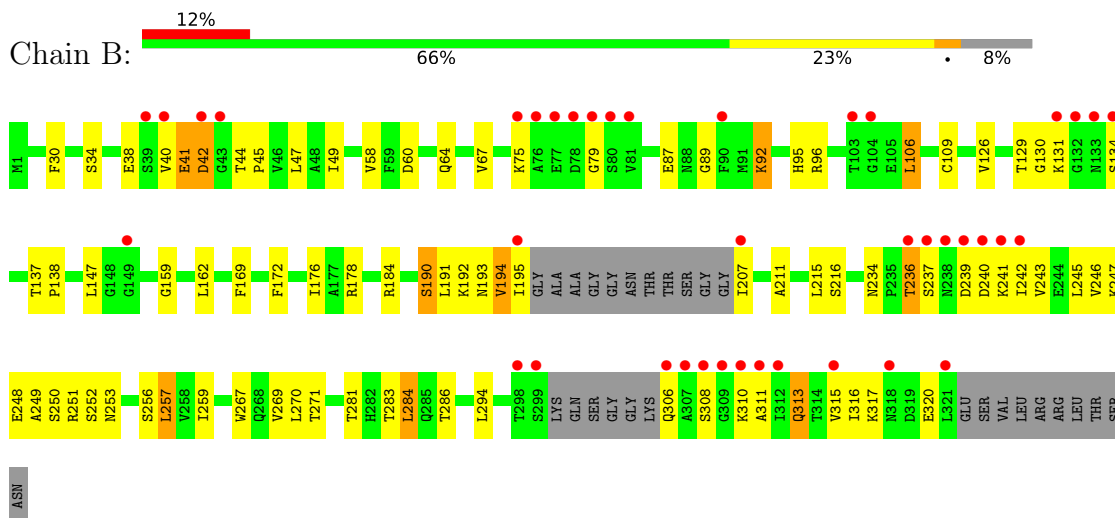 12%
Chain B:
66% 23% • 8%
M1 F30 S34 E38 S39 V40 E41 D42 G43 T44 P45 V46 L47 A48 I49 V58 F59 D60 Q64 V67 K75 A76 E77 D78 G79 S80 V81 E87 N88 G89 F90 M91 K92 H95 R96 T103 G104 E105 L106 C109 V126 T129 G130 K131 G132 N133 S134
T137 P138 L147 G148 G149 G159 L162 F169 F172 I176 A177 R178 R184 S190 L191 K192 N193 V194 I195 GLY ALA ALA GLY GLY ASN THR THR SER GLY GLY I207 A211 L215 S216 N234 P235 T236 S237 N238 D239 D240 K241 I242 V243 E244 L245 V246 K247
E248 A249 S250 R251 S252 N253 S256 L257 V258 I259 W267 Q268 V269 L270 T271 T281 H282 T283 L284 Q285 T286 L294 T298 S299 LYS GLN SER GLY GLY LYS Q306 A307 S308 G309 K310 A311 I312 Q313 T314 V315 I316 K317 N318 D319 E320 L321 GLU SER VAL LEU ARG ARG LEU THR SER
ASN